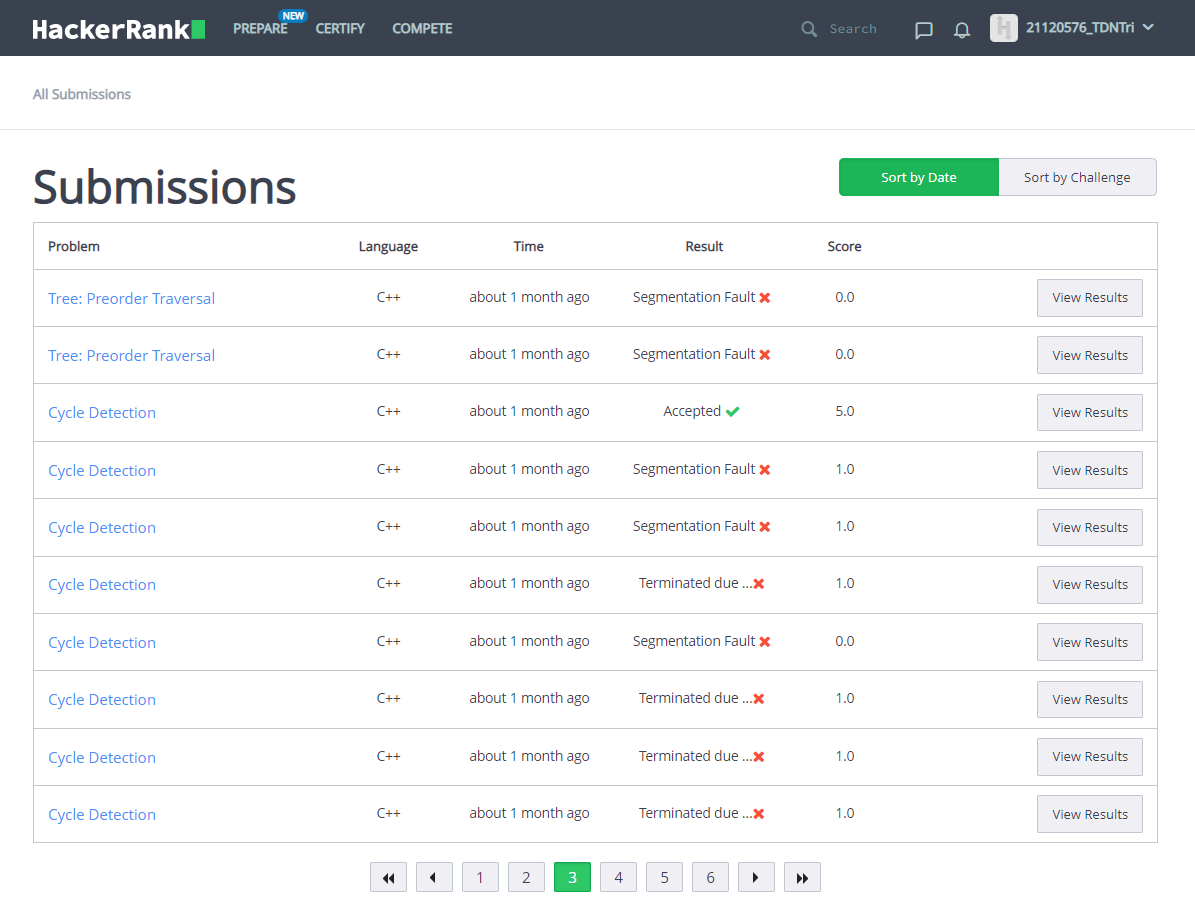 HackerRank PREPARE NEW CERTIFY COMPETE Search 21120576_TDNTri
All Submissions
Submissions Sort by Date Sort by Challenge
Problem Language Time Result Score
Tree: Preorder Traversal C++ about 1 month ago Segmentation Fault 0.0 View Results
Tree: Preorder Traversal C++ about 1 month ago Segmentation Fault 0.0 View Results
Cycle Detection C++ about 1 month ago Accepted 5.0 View Results
Cycle Detection C++ about 1 month ago Segmentation Fault 1.0 View Results
Cycle Detection C++ about 1 month ago Segmentation Fault 1.0 View Results
Cycle Detection C++ about 1 month ago Terminated due ... 1.0 View Results
Cycle Detection C++ about 1 month ago Segmentation Fault 0.0 View Results
Cycle Detection C++ about 1 month ago Terminated due ... 1.0 View Results
Cycle Detection C++ about 1 month ago Terminated due ... 1.0 View Results
Cycle Detection C++ about 1 month ago Terminated due ... 1.0 View Results
1 2 3 4 5 6